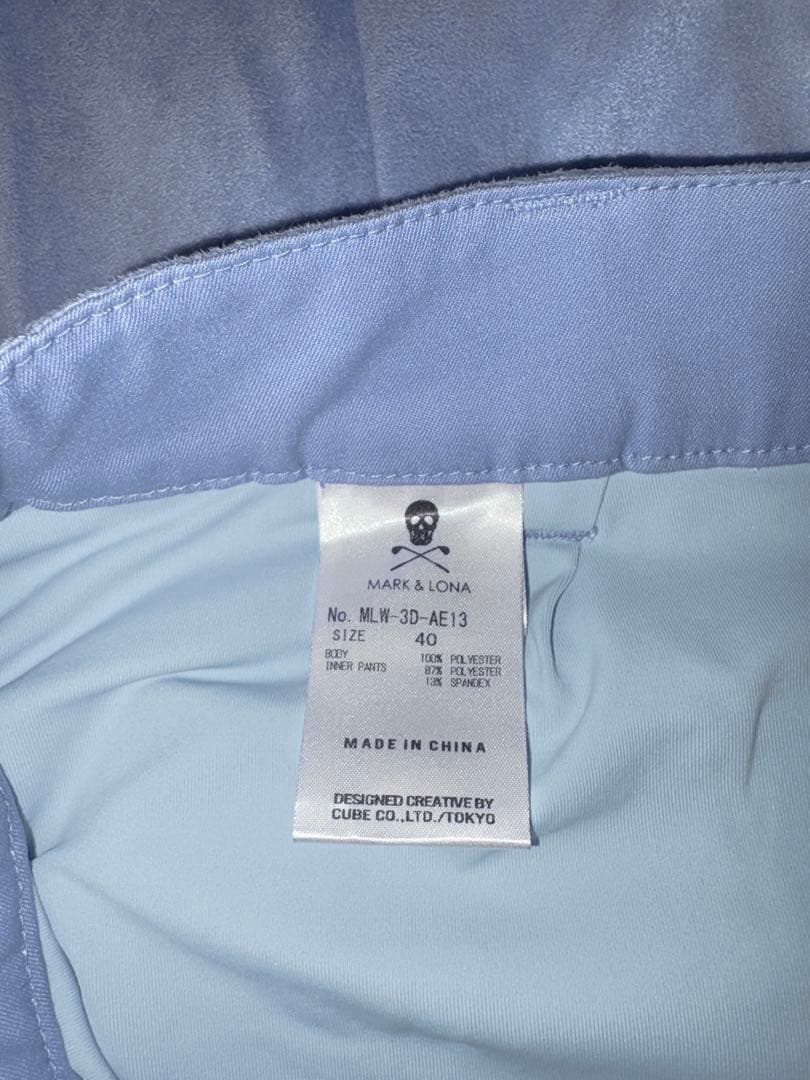 MARK & LONA
No. MLW-3D-AE13
SIZE 40
BODY 100% POLYESTER
INNER PANTS 87% POLYESTER
13% SPANDEX
MADE IN CHINA
DESIGNED CREATIVE BY
CUBE CO.,LTD./TOKYO